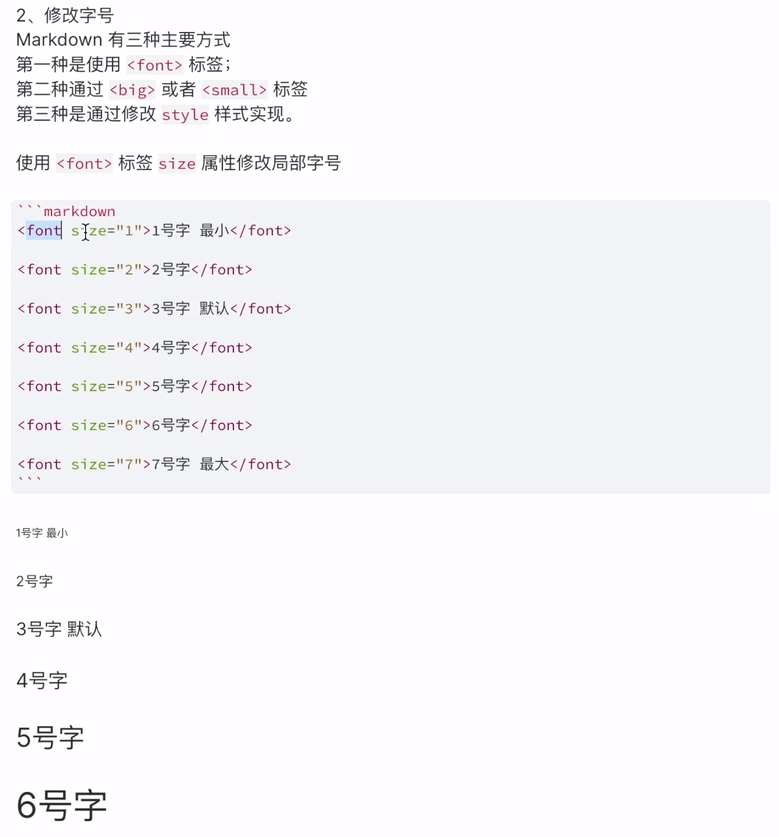 2、修改字号
Markdown 有三种主要方式
第一种是使用 <font> 标签；
第二种通过 <big> 或者 <small> 标签
第三种是通过修改 style 样式实现。
使用 <font> 标签 size 属性修改局部字号
```markdown
<font size="1">1号字 最小</font>
<font size="2">2号字</font>
<font size="3">3号字 默认</font>
<font size="4">4号字</font>
<font size="5">5号字</font>
<font size="6">6号字</font>
<font size="7">7号字 最大</font>
```
1号字 最小
2号字
3号字 默认
4号字
5号字
6号字